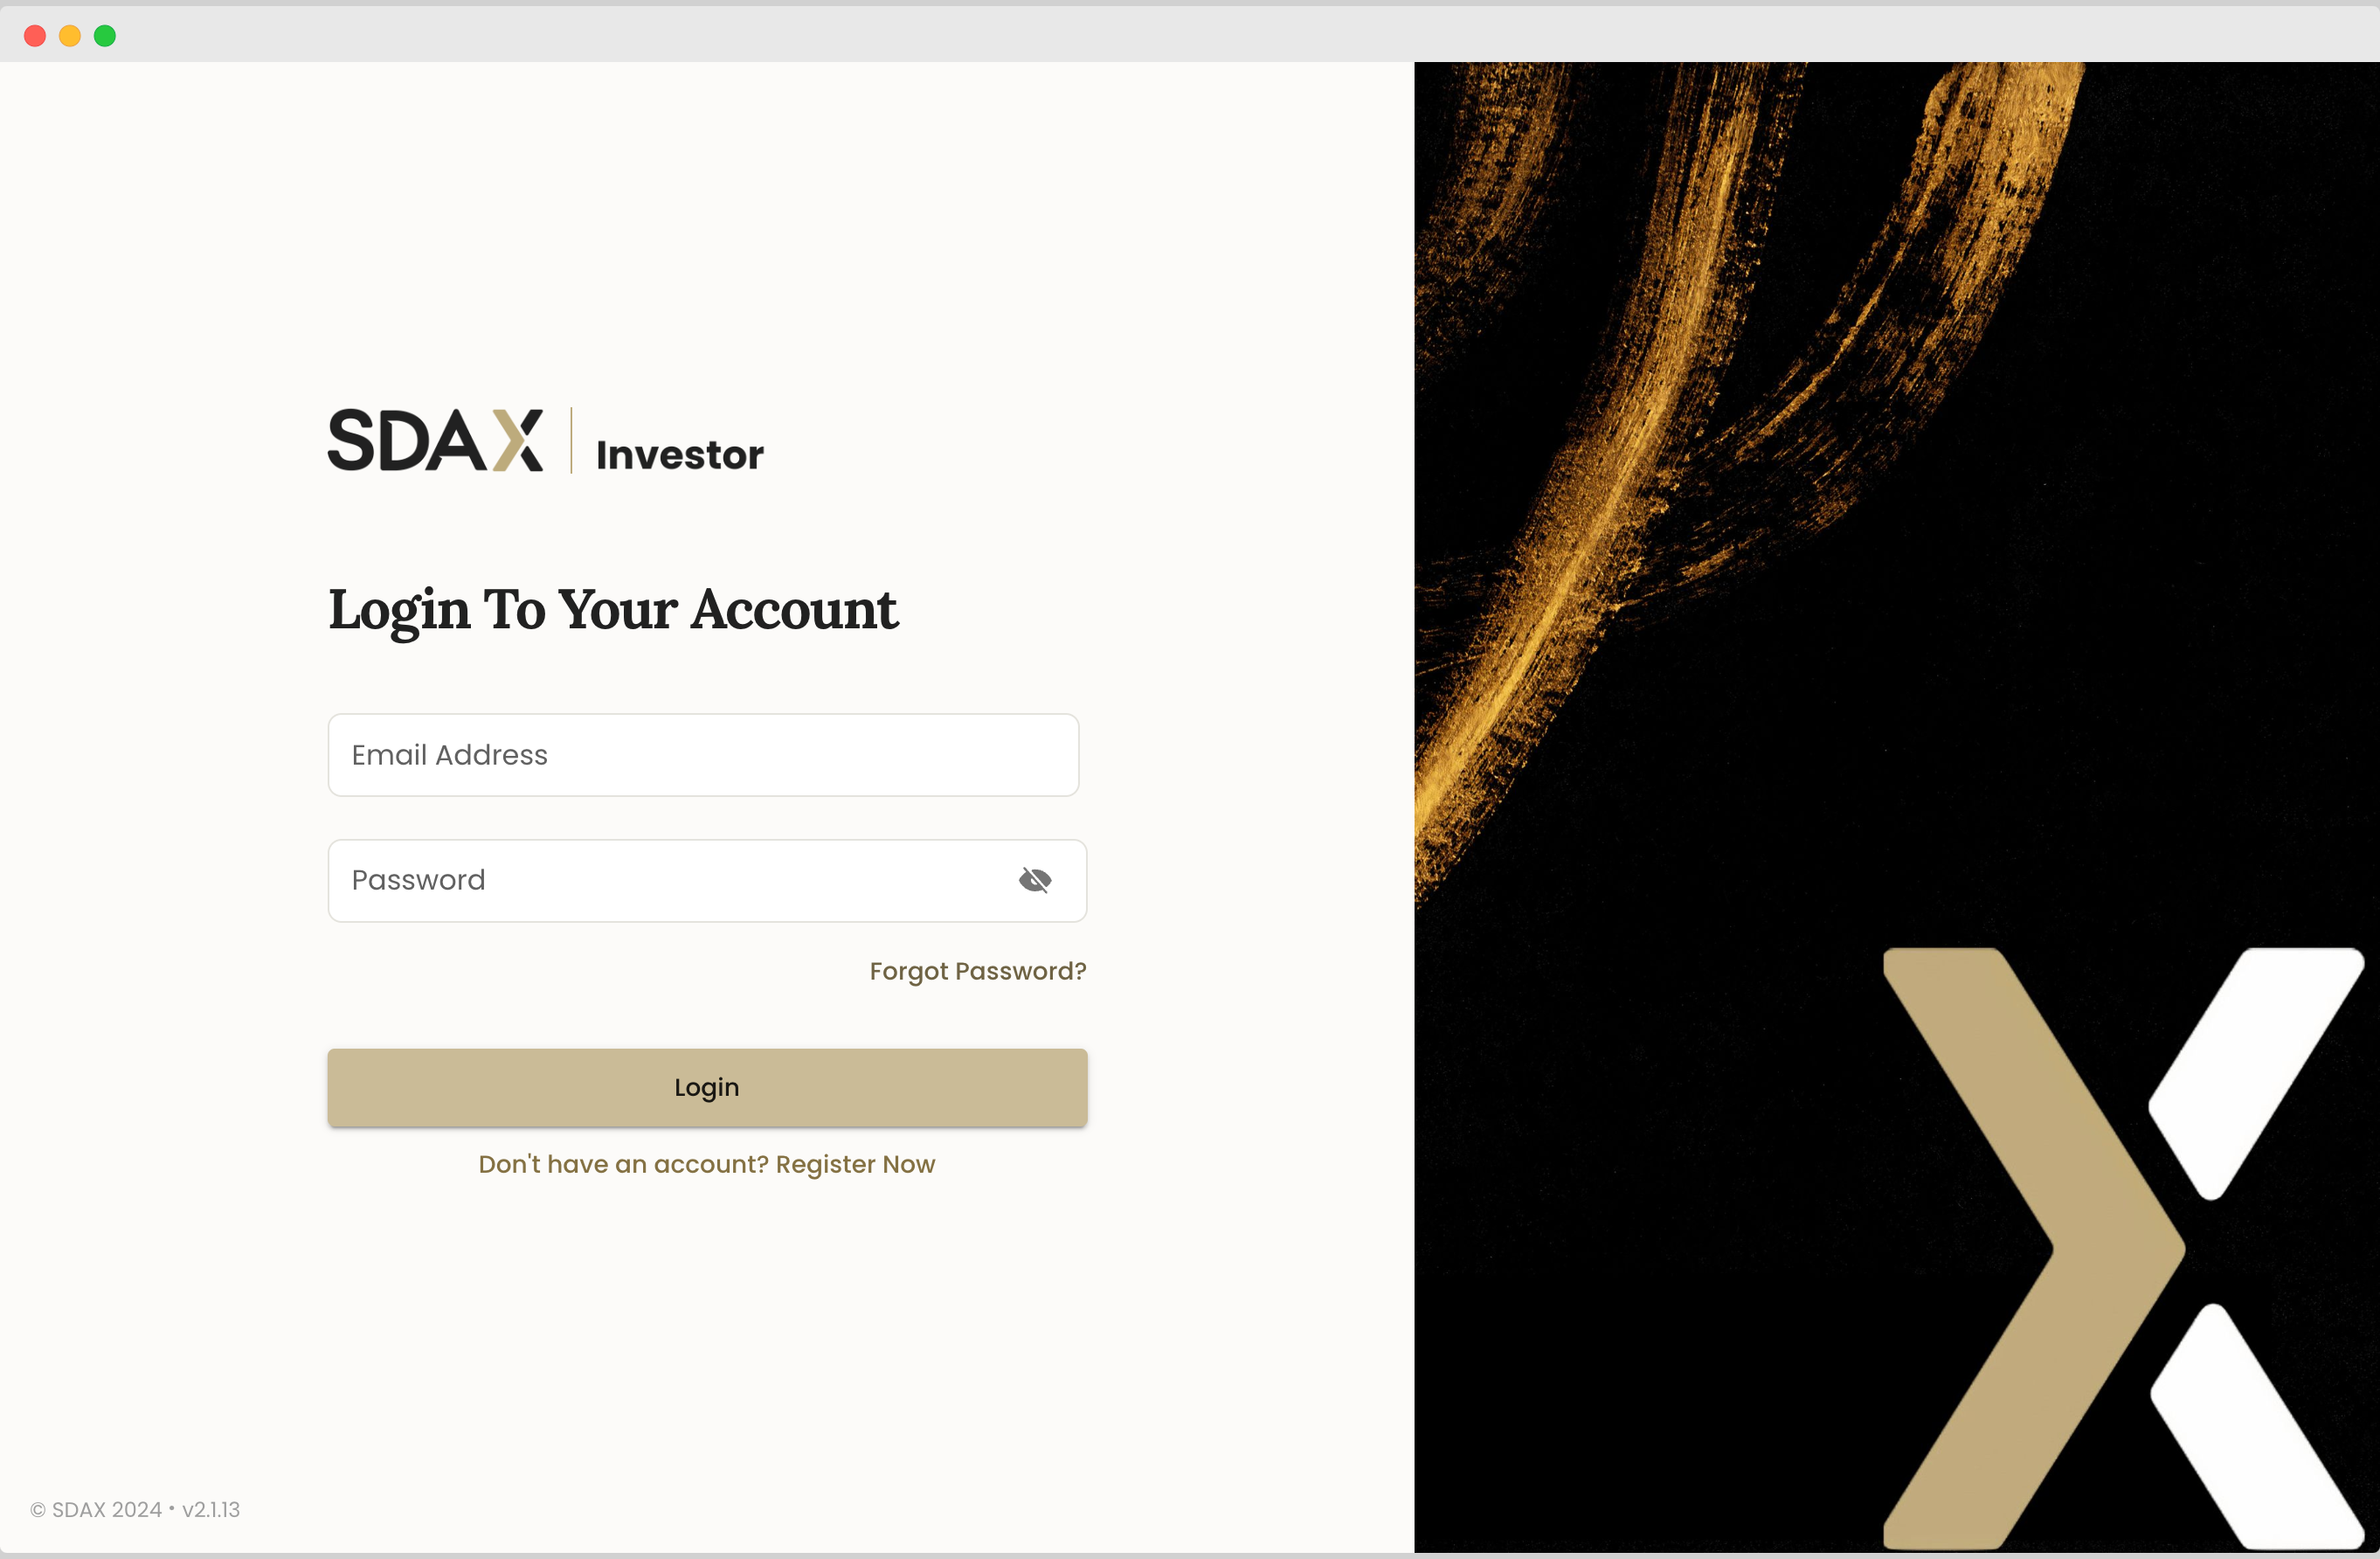 SDAX Investor
Login To Your Account
Email Address
Password
Forgot Password?
Login
Don't have an account? Register Now
© SDAX 2024 • v2.1.13